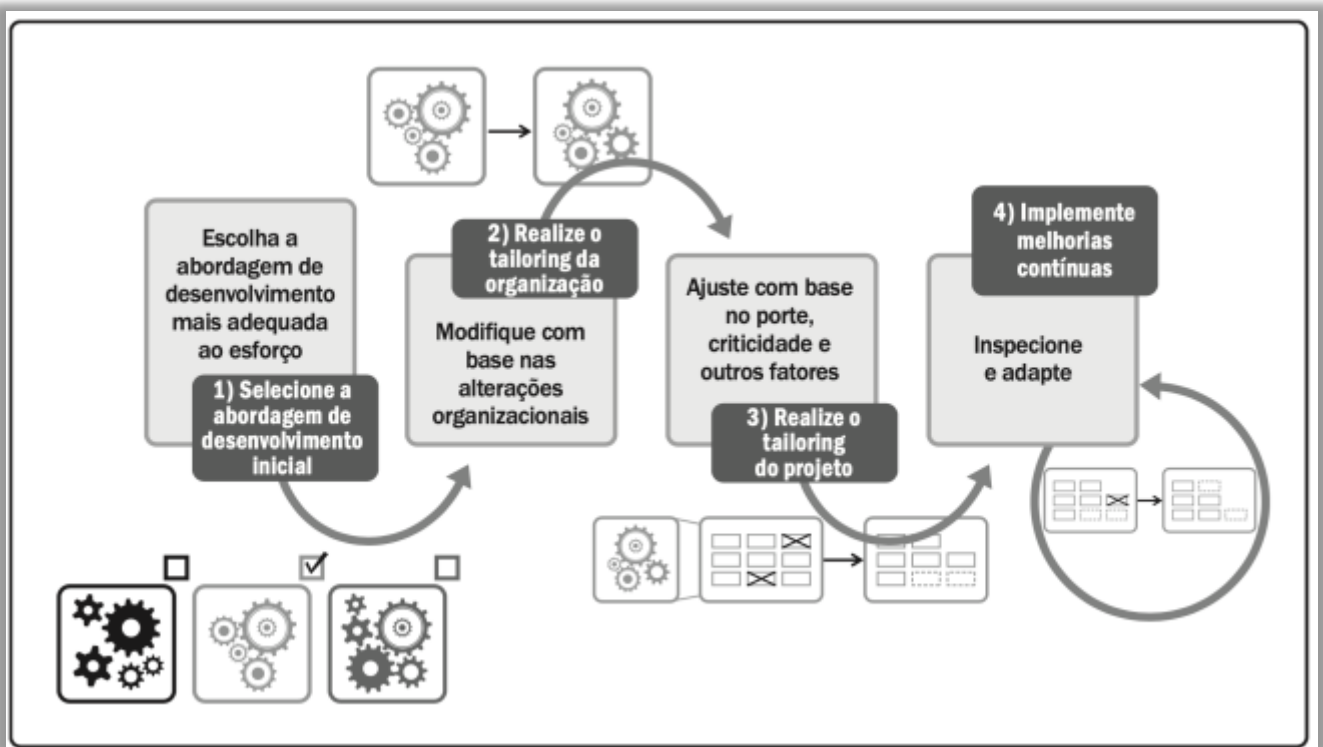 Escolha a
abordagem de
desenvolvimento
mais adequada
ao esforço
1) Selecione a
abordagem de
desenvolvimento
inicial
2) Realize o
tailoring da
organização
Modifique com
base nas
alterações
organizacionais
Ajuste com base
no porte,
criticidade e
outros fatores
3) Realize o
tailoring
do projeto
4) Implemente
melhorias
contínuas
Inspecione
e adapte